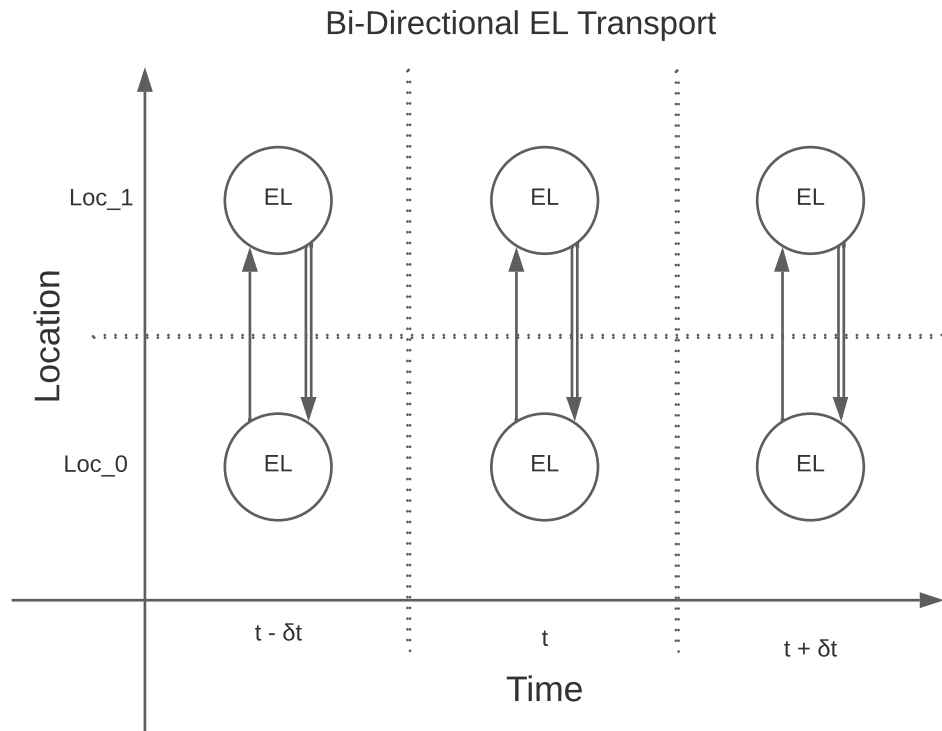 Bi-Directional EL Transport
Loc_1
EL
EL
EL
Location
Loc_0
EL
EL
EL
t - δt
t
t + δt
Time